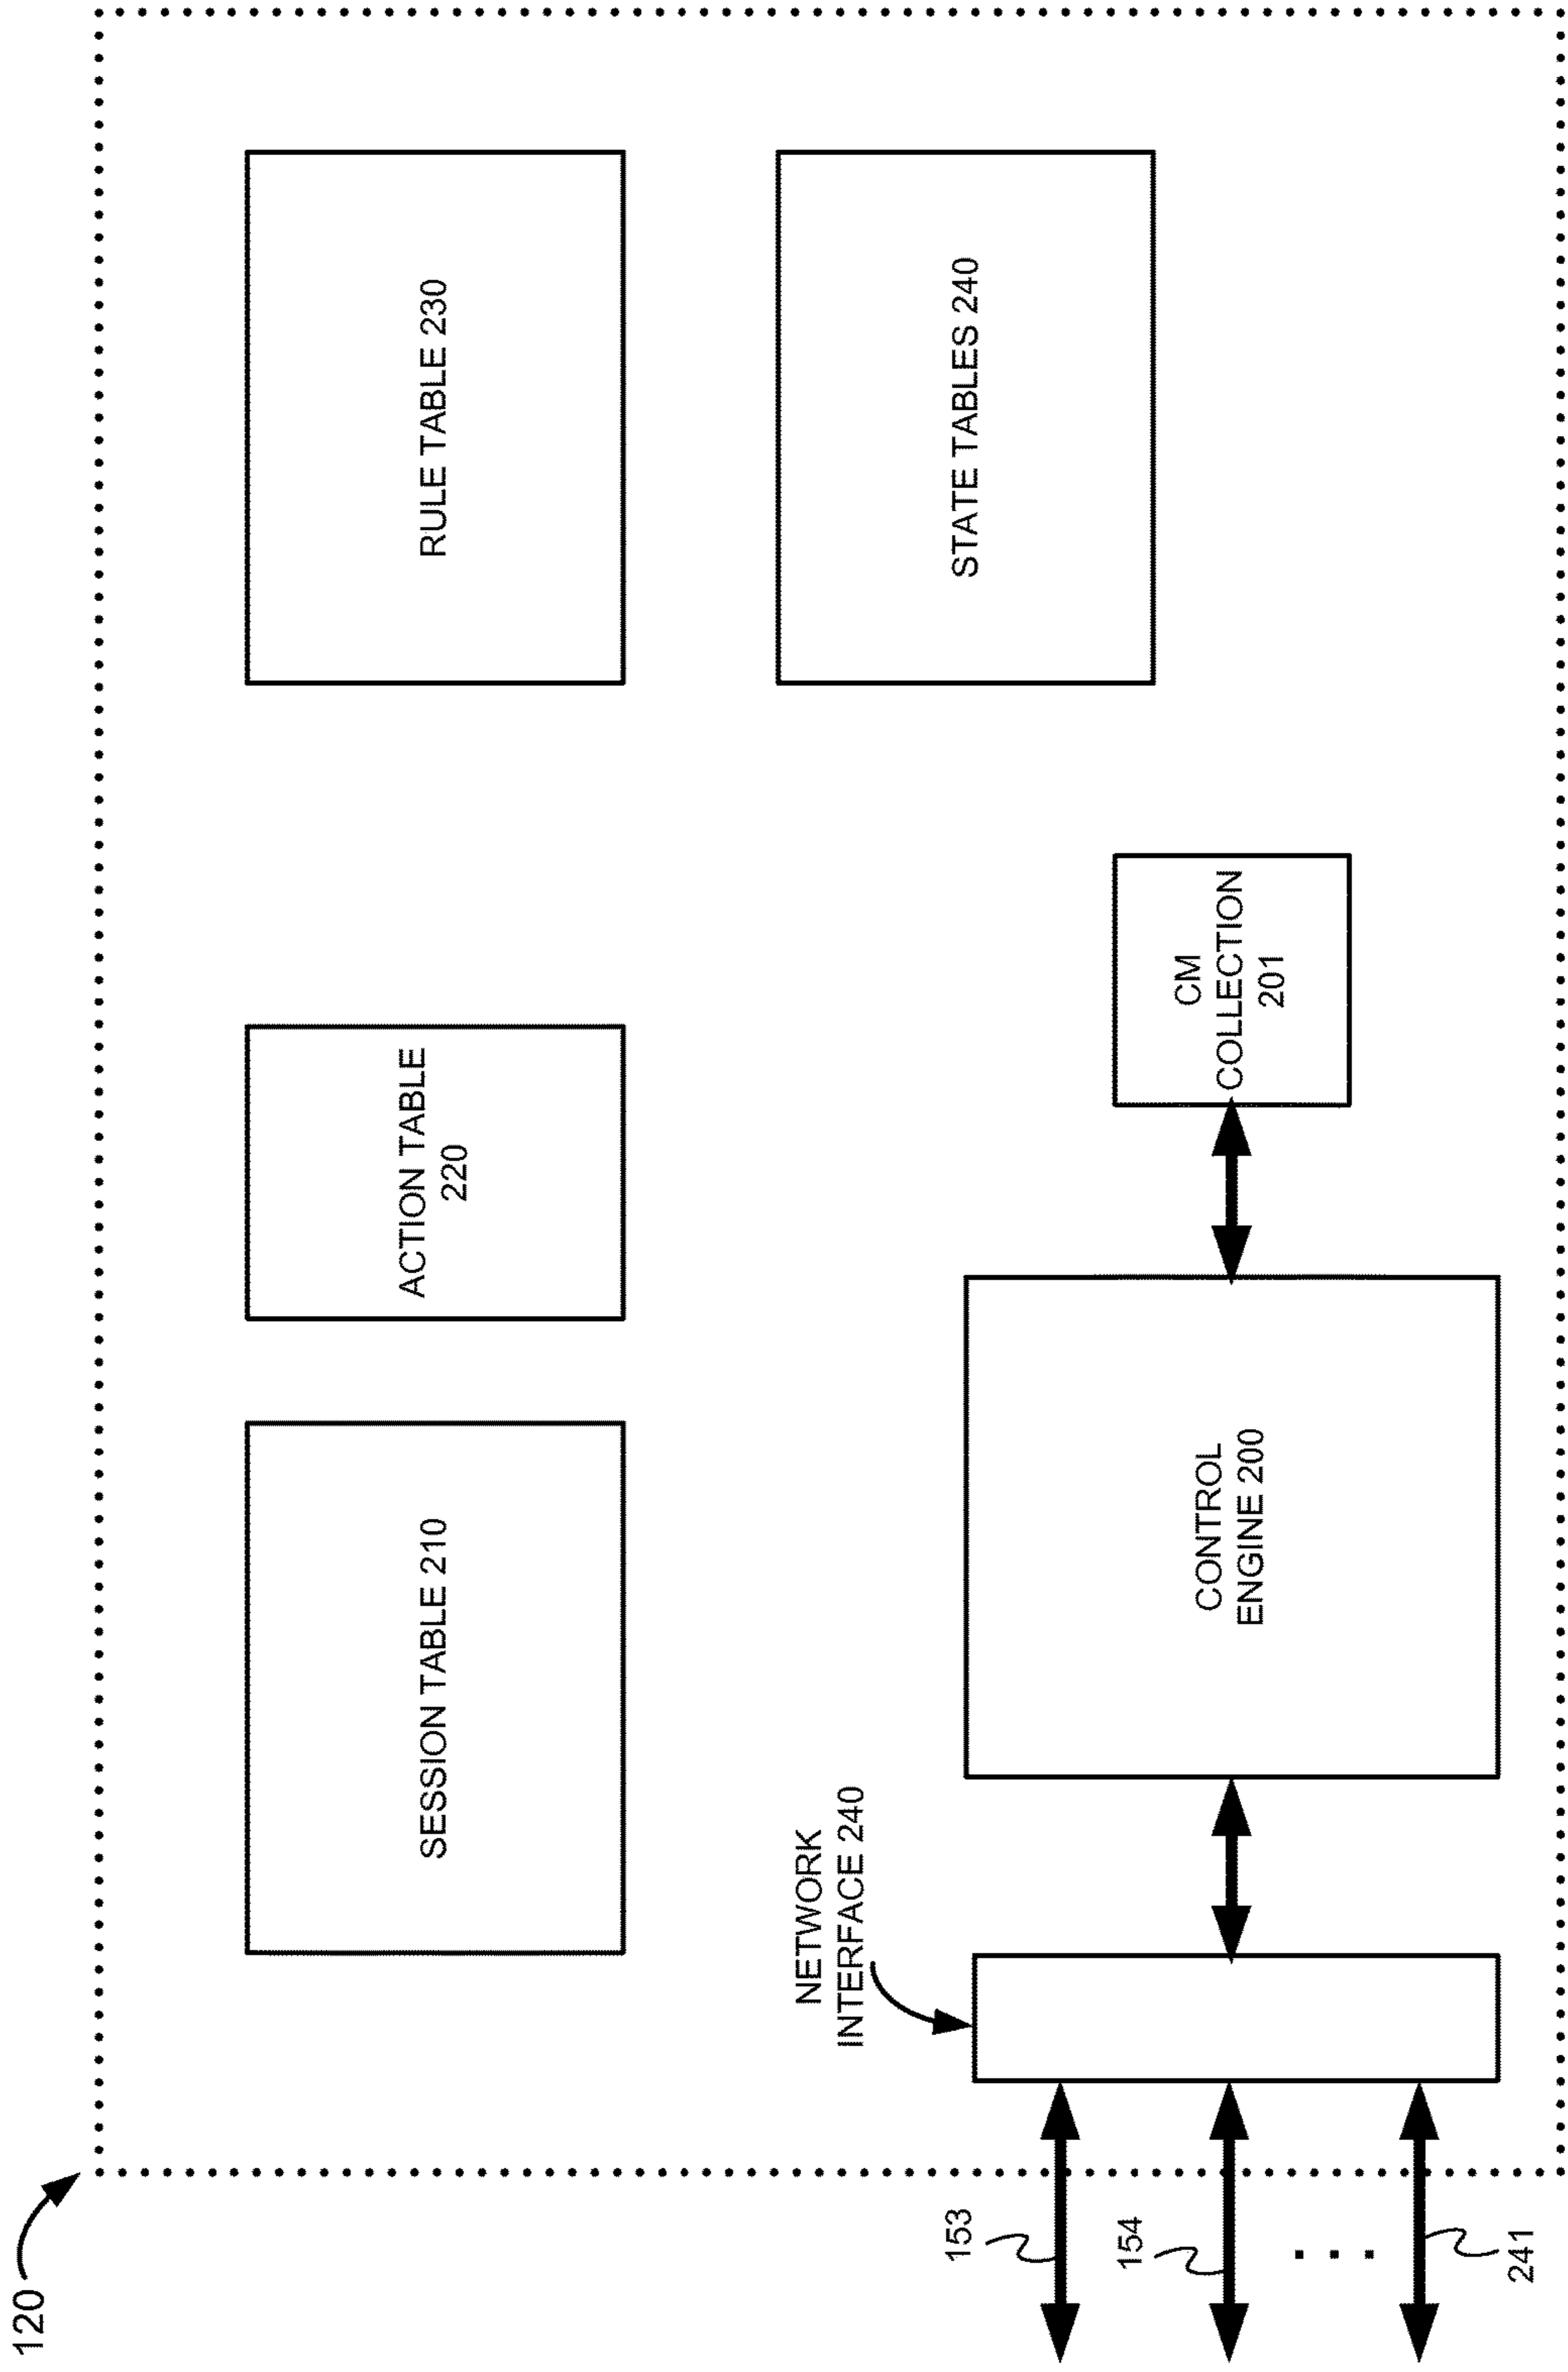 120
SESSION TABLE 210
ACTION TABLE
220
RULE TABLE 230
STATE TABLES 240
NETWORK
INTERFACE 240
CONTROL
ENGINE 200
CM
COLLECTION
201
153
154
. . .
241